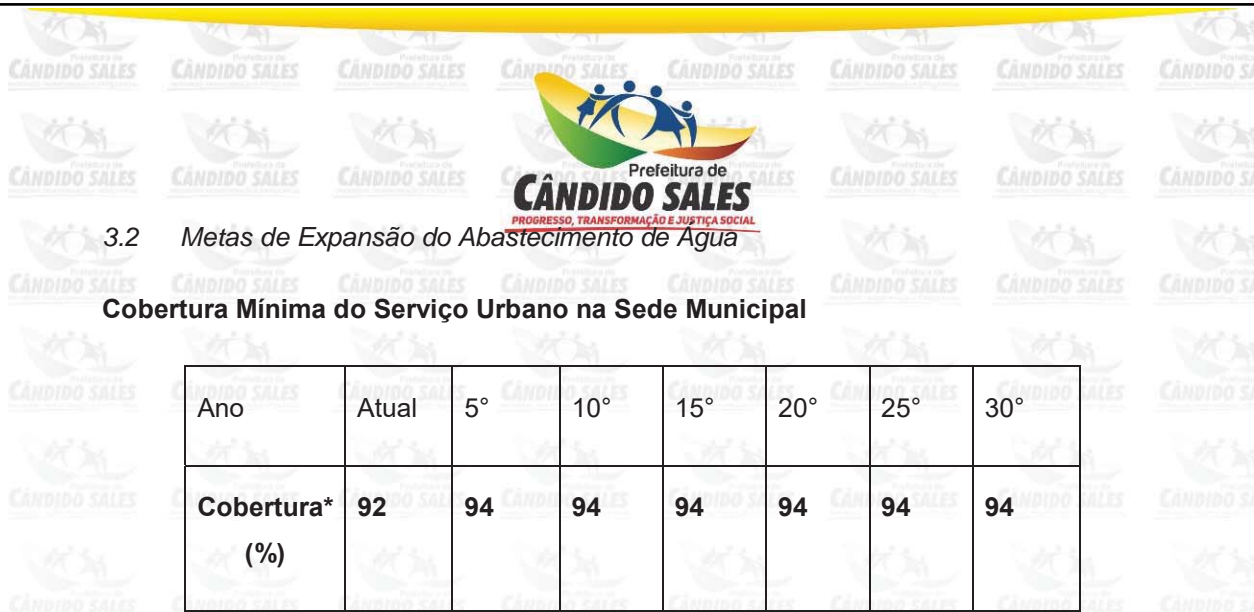 Prefeitura de
CÂNDIDO SALES
PROGRESSO, TRANSFORMAÇÃO E JUSTIÇA SOCIAL
3.2 Metas de Expansão do Abastecimento de Água
Cobertura Mínima do Serviço Urbano na Sede Municipal
Ano Atual 5° 10° 15° 20° 25° 30°
Cobertura* 92 94 94 94 94 94 94
(%)